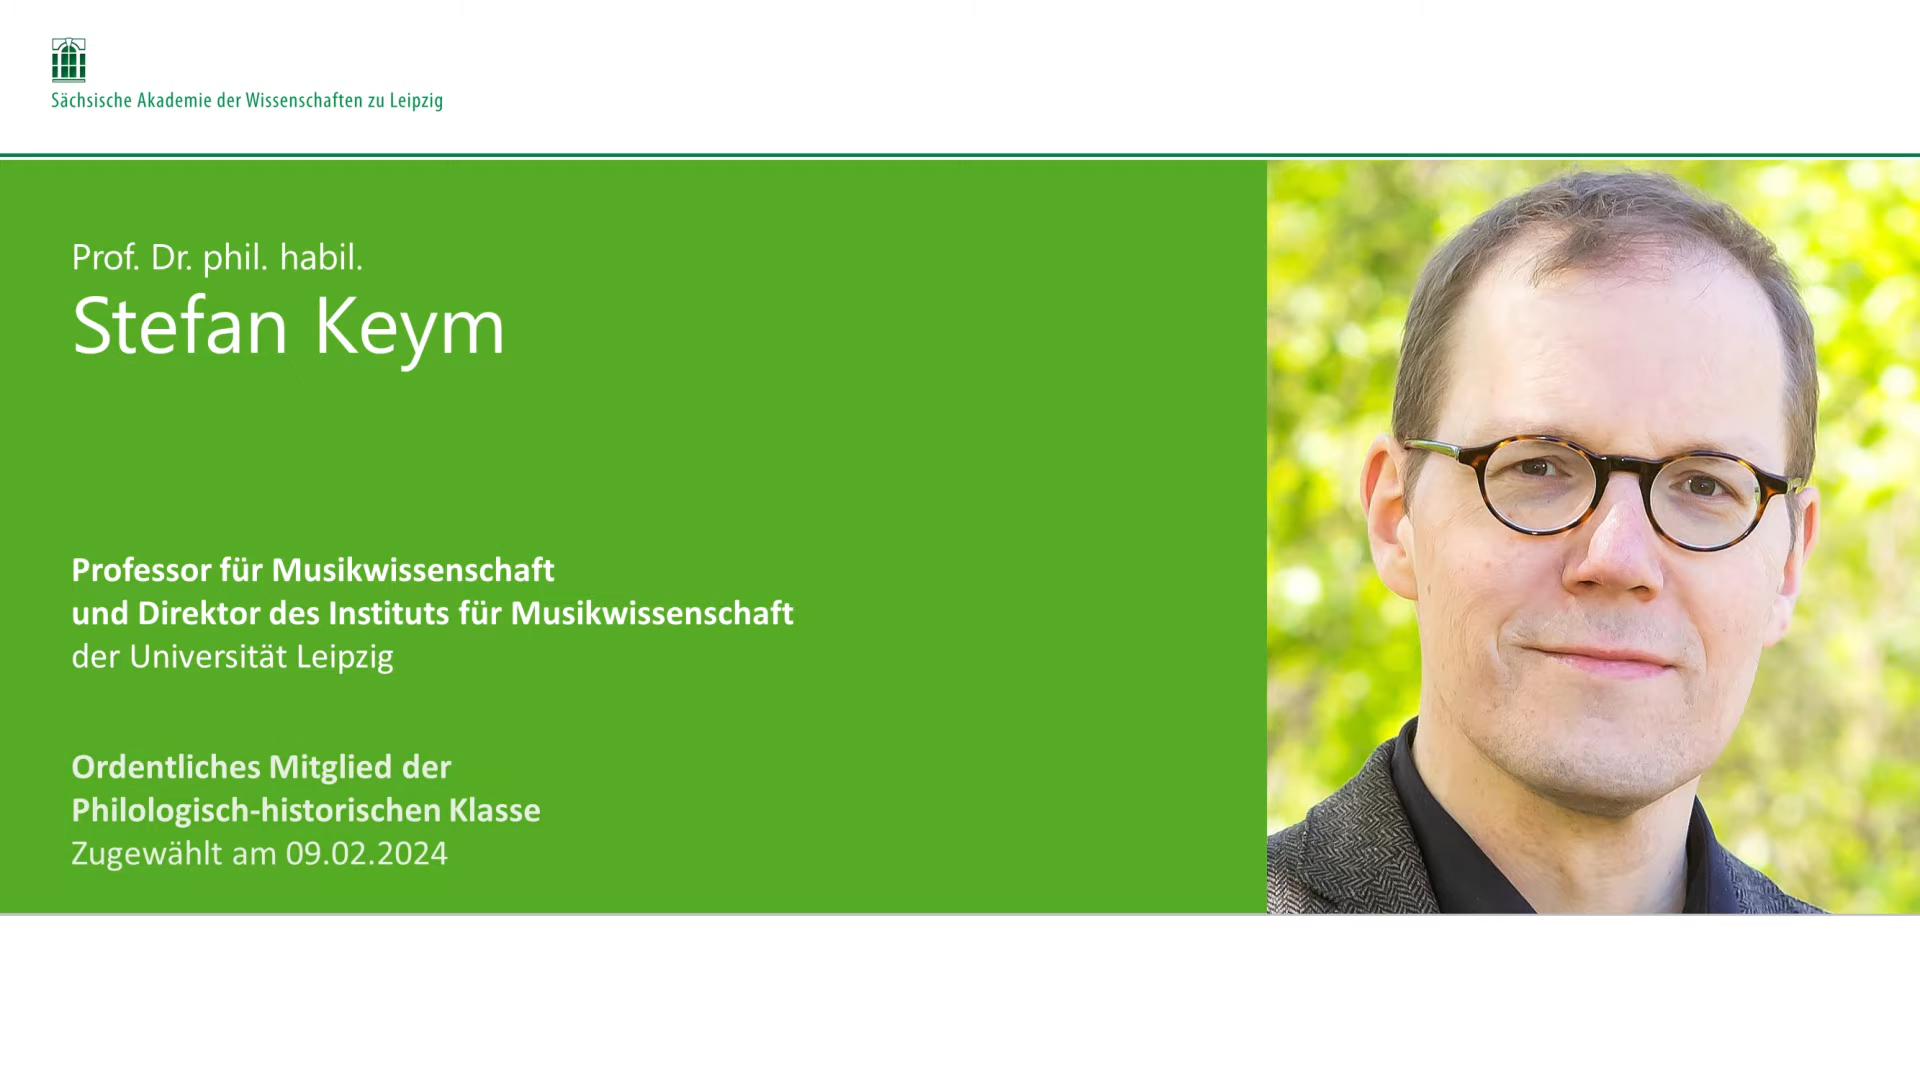 Sächsische Akademie der Wissenschaften zu Leipzig
Prof. Dr. phil. habil.
Stefan Keym
Professor für Musikwissenschaft
und Direktor des Instituts für Musikwissenschaft
der Universität Leipzig
Ordentliches Mitglied der
Philologisch-historischen Klasse
Zugewählt am 09.02.2024